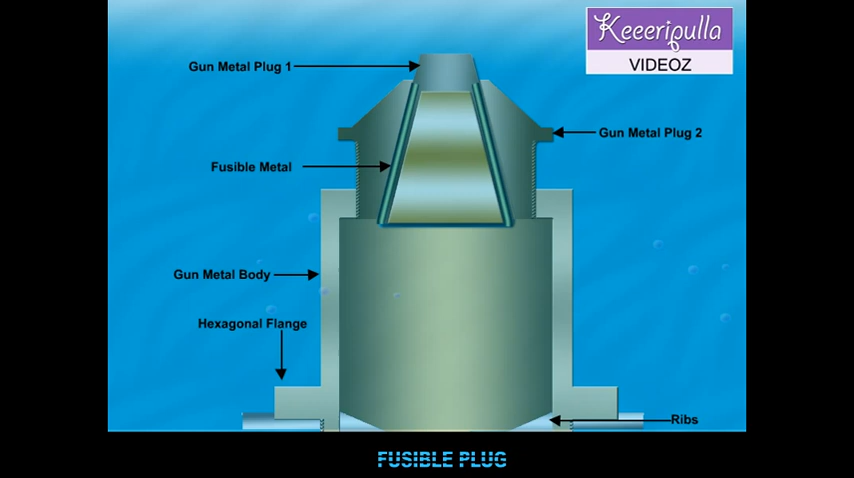 Keeeripulla
VIDEOZ
Gun Metal Plug 1
Gun Metal Plug 2
Fusible Metal
Gun Metal Body
Hexagonal Flange
Ribs
FUSIBLE PLUG